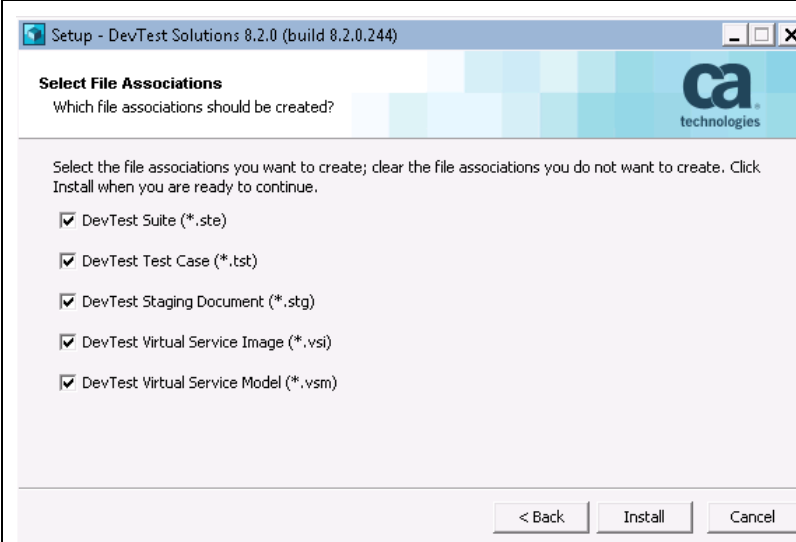 Setup - DevTest Solutions 8.2.0 (build 8.2.0.244)
Select File Associations
Which file associations should be created?
ca
technologies
Select the file associations you want to create; clear the file associations you do not want to create. Click
Install when you are ready to continue.
DevTest Suite (*.ste)
DevTest Test Case (*.tst)
DevTest Staging Document (*.stg)
DevTest Virtual Service Image (*.vsi)
DevTest Virtual Service Model (*.vsm)
< Back Install Cancel